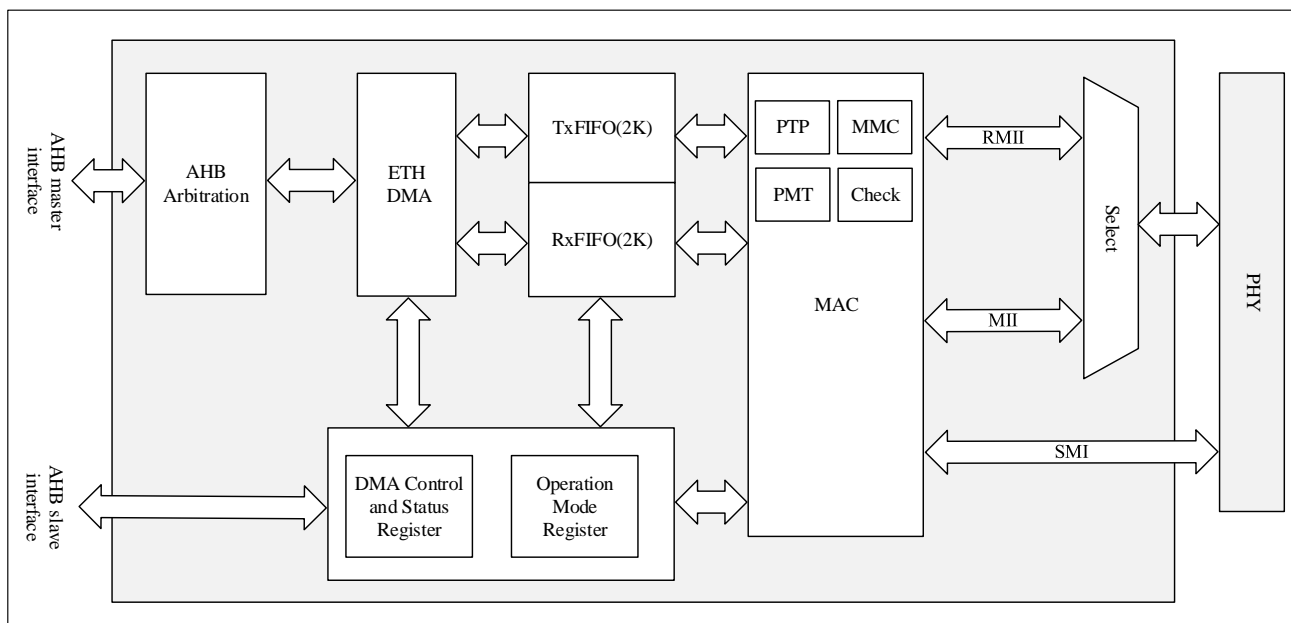 AHB master
interface
AHB
Arbitration
ETH
DMA
TxFIFO(2K)
RxFIFO(2K)
PTP
MMC
PMT
Check
MAC
RMII
MII
SMI
Select
PHY
AHB slave
interface
DMA Control
and Status
Register
Operation
Mode
Register